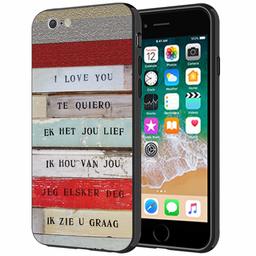 I LOVE YOU
TE QUIERO
EK HET JOU LIEF
IK HOU VAN JOU
JEG ELSKER DEG
IK ZIE U GRAAG